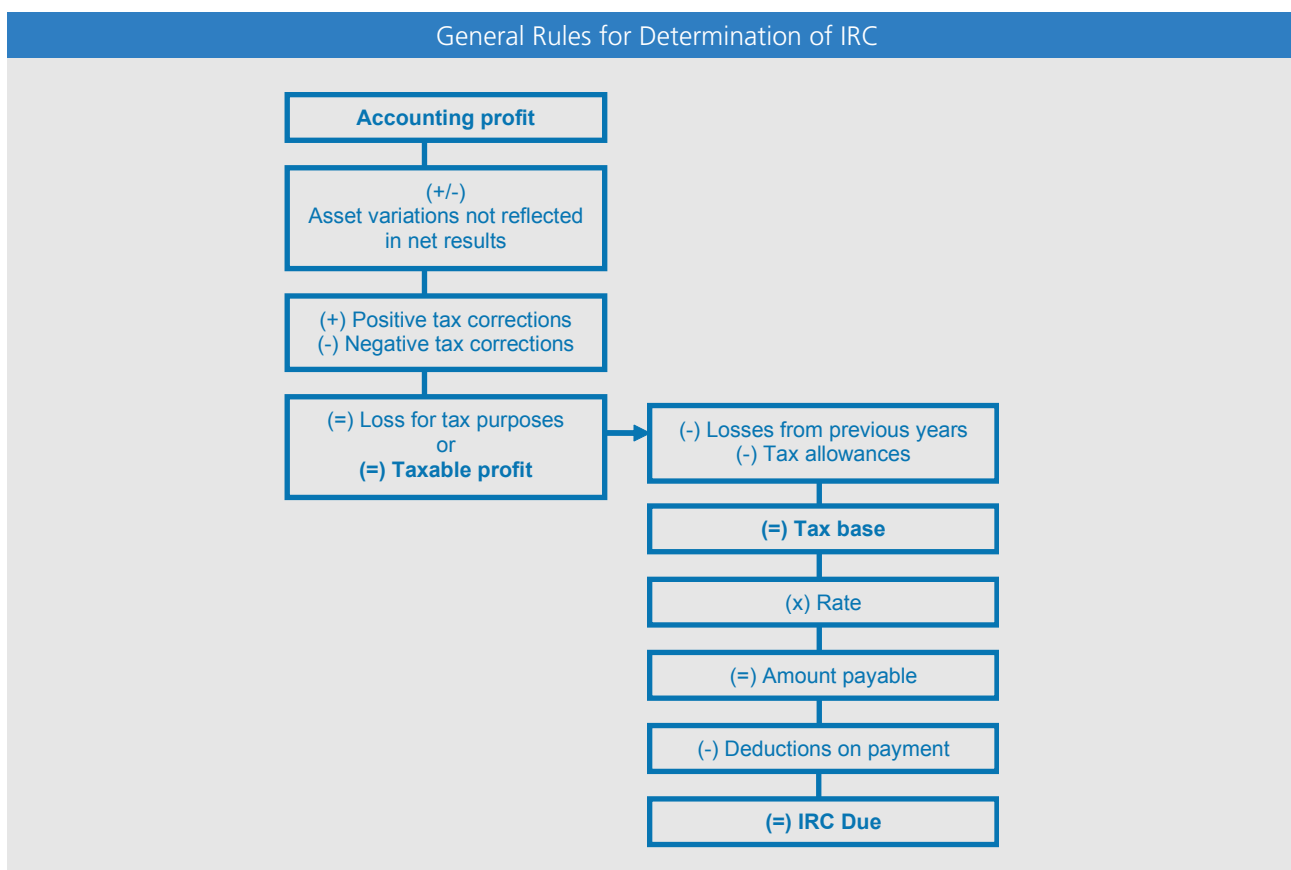 General Rules for Determination of IRC
Accounting profit
(+/-)
Asset variations not reflected
in net results
(+) Positive tax corrections
(-) Negative tax corrections
(=) Loss for tax purposes
or
(=) Taxable profit
(-) Losses from previous years
(-) Tax allowances
(=) Tax base
(x) Rate
(=) Amount payable
(-) Deductions on payment
(=) IRC Due